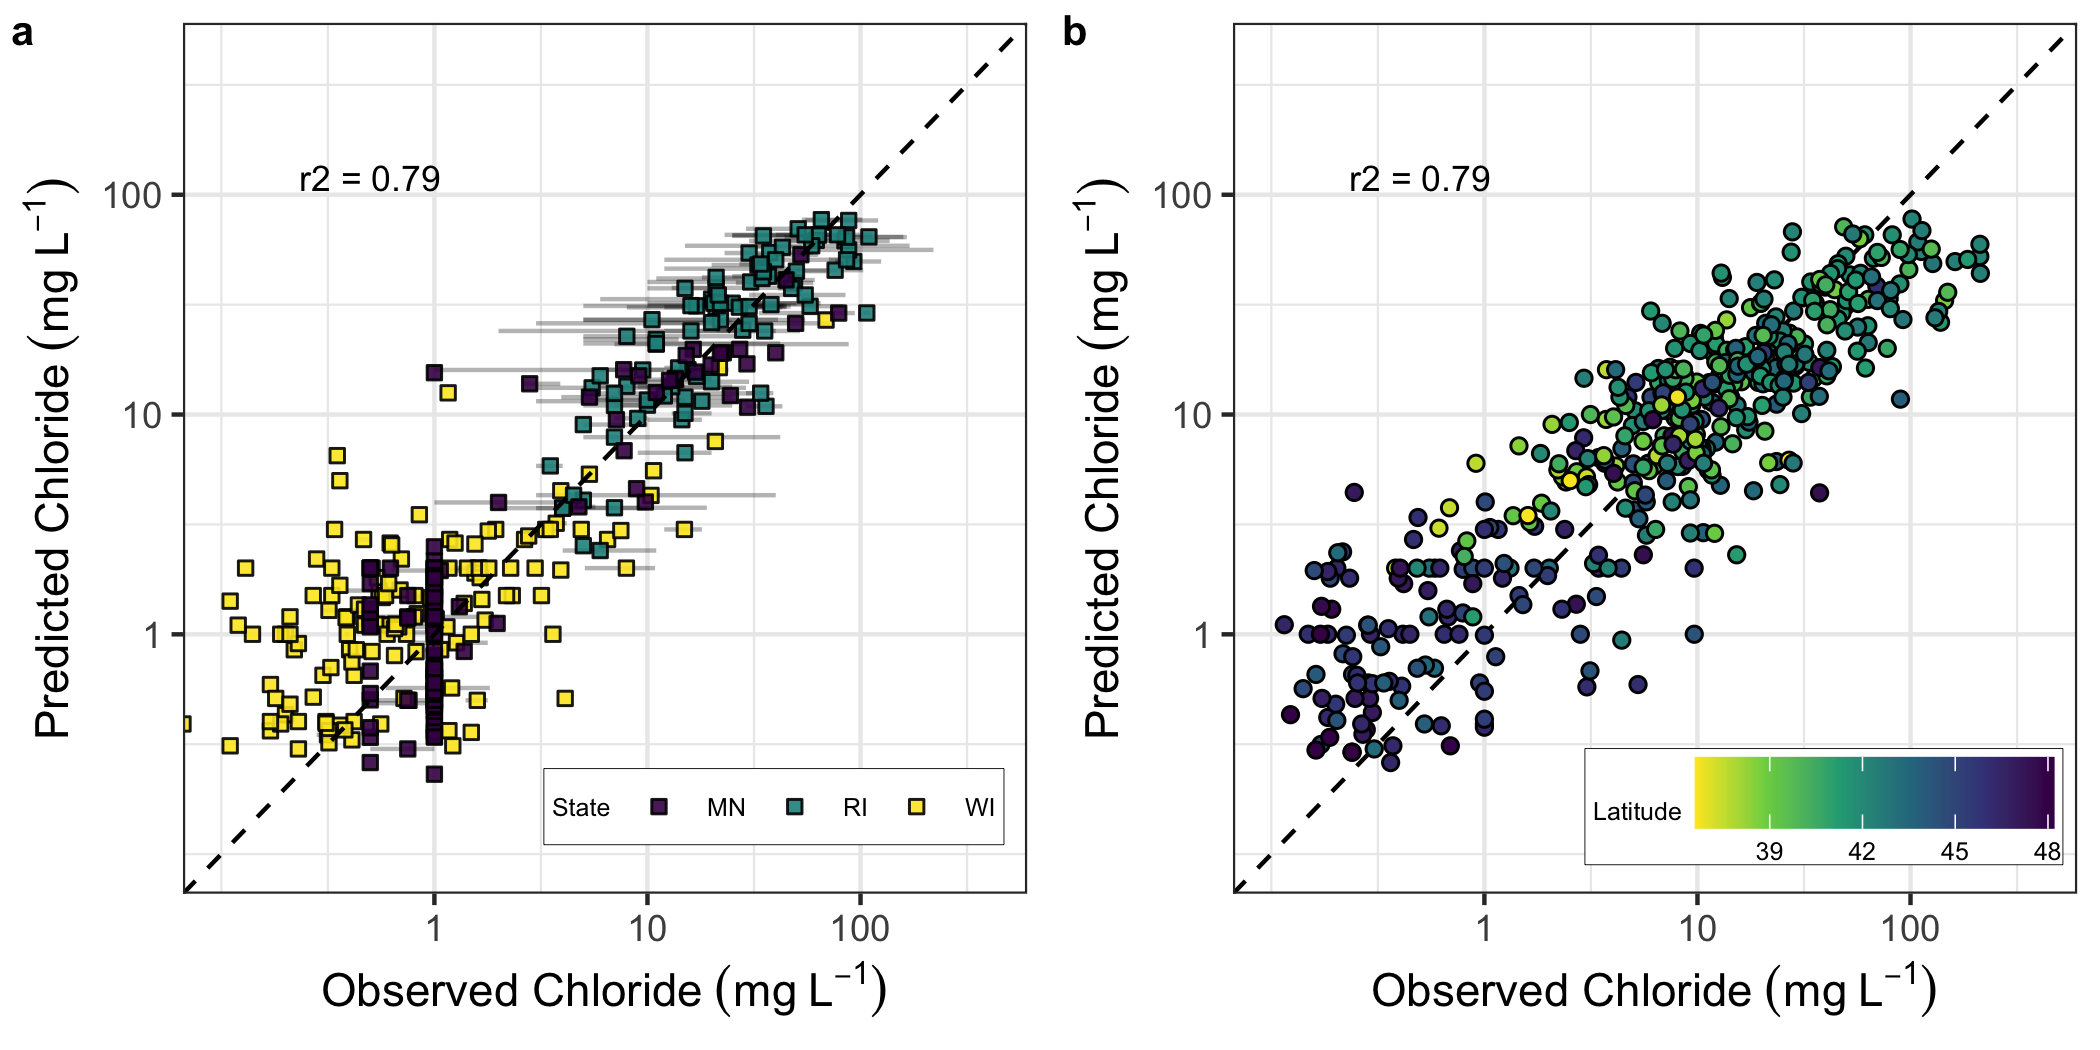 a
r2 = 0.79
100
10
1
Predicted Chloride (mg L⁻¹)
State MN RI WI
1 10 100
Observed Chloride (mg L⁻¹)
b
r2 = 0.79
100
10
1
Predicted Chloride (mg L⁻¹)
Latitude
39 42 45 48
1 10 100
Observed Chloride (mg L⁻¹)